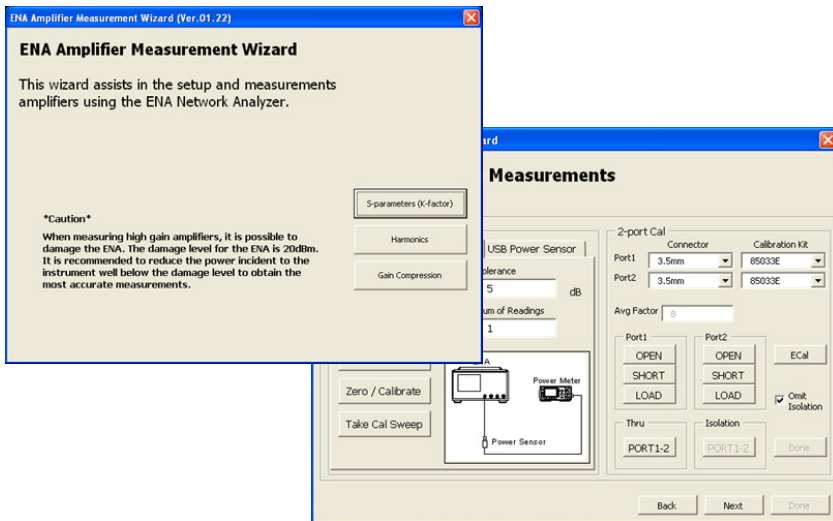 ENA Amplifier Measurement Wizard (Ver.01.22)
ENA Amplifier Measurement Wizard
This wizard assists in the setup and measurements
amplifiers using the ENA Network Analyzer.
*Caution*
When measuring high gain amplifiers, it is possible to
damage the ENA. The damage level for the ENA is 20dBm.
It is recommended to reduce the power incident to the
instrument well below the damage level to obtain the
most accurate measurements.
S-parameters (K-factor)
Harmonics
Gain Compression
Measurements
USB Power Sensor
5
dB
of Readings
1
Zero / Calibrate
Take Cal Sweep
Power Meter
Power Sensor
2-port Cal
Connector
Calibration Kit
Port1
3.5mm
85033E
Port2
3.5mm
85033E
Avg Factor
8
Port1
OPEN
SHORT
LOAD
Port2
OPEN
SHORT
LOAD
ECal
Omit
Isolation
Thru
PORT1-2
Isolation
PORT1-2
Done
Back
Next
Done